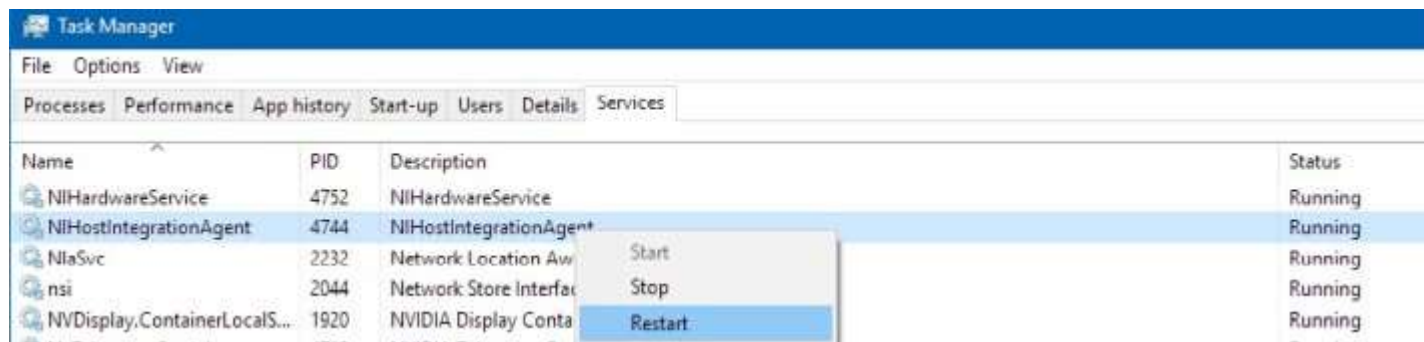 Task Manager
File Options View
Processes Performance App history Start-up Users Details Services
Name PID Description Status
NIHardwareService 4752 NIHardwareService Running
NIHostIntegrationAgent 4744 NIHostIntegrationAgent Running
NlaSvc 2232 Network Location Aw Start Running
nsi 2044 Network Store Interfac Stop Running
NVDisplay.ContainerLocalS... 1920 NVIDIA Display Conta Restart Running